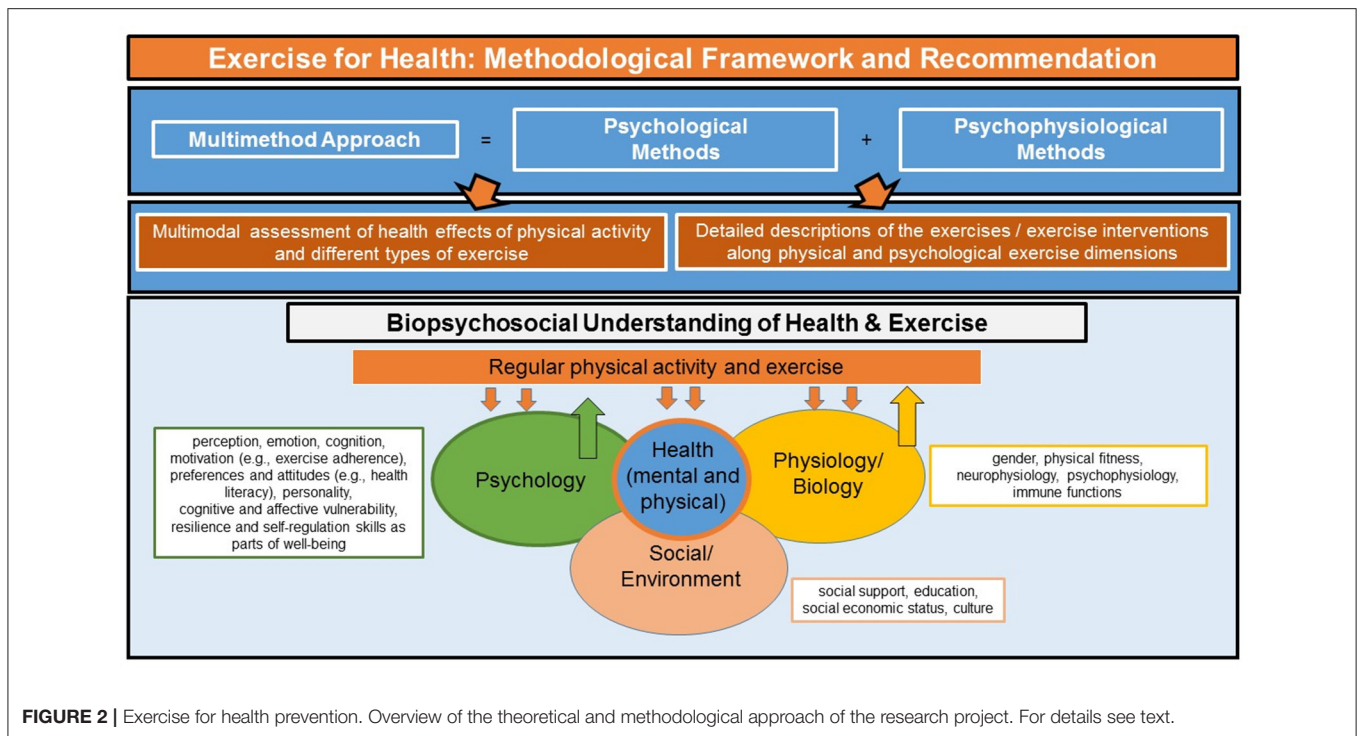 Exercise for Health: Methodological Framework and Recommendation
Multimethod Approach
=
Psychological
Methods
+
Psychophysiological
Methods
Multimodal assessment of health effects of physical activity
and different types of exercise
Detailed descriptions of the exercises / exercise interventions
along physical and psychological exercise dimensions
Biopsychosocial Understanding of Health & Exercise
Regular physical activity and exercise
perception, emotion, cognition,
motivation (e.g., exercise adherence),
preferences and attitudes (e.g., health
literacy), personality,
cognitive and affective vulnerability,
resilience and self-regulation skills as
parts of well-being
Psychology
Health
(mental and
physical)
Physiology/
Biology
gender, physical fitness,
neurophysiology, psychophysiology,
immune functions
Social/
Environment
social support, education,
social economic status, culture
FIGURE 2 | Exercise for health prevention. Overview of the theoretical and methodological approach of the research project. For details see text.